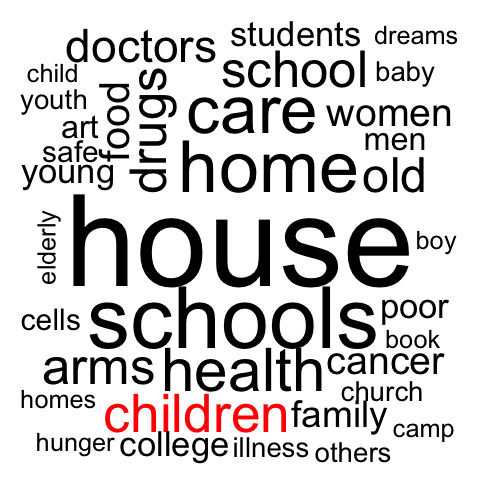 doctors students dreams
child school baby
youth food drugs care women
art men
safe
young home old
elderly house boy
cells schools poor
book
arms health cancer
church
homes children family
camp
hunger college illness others